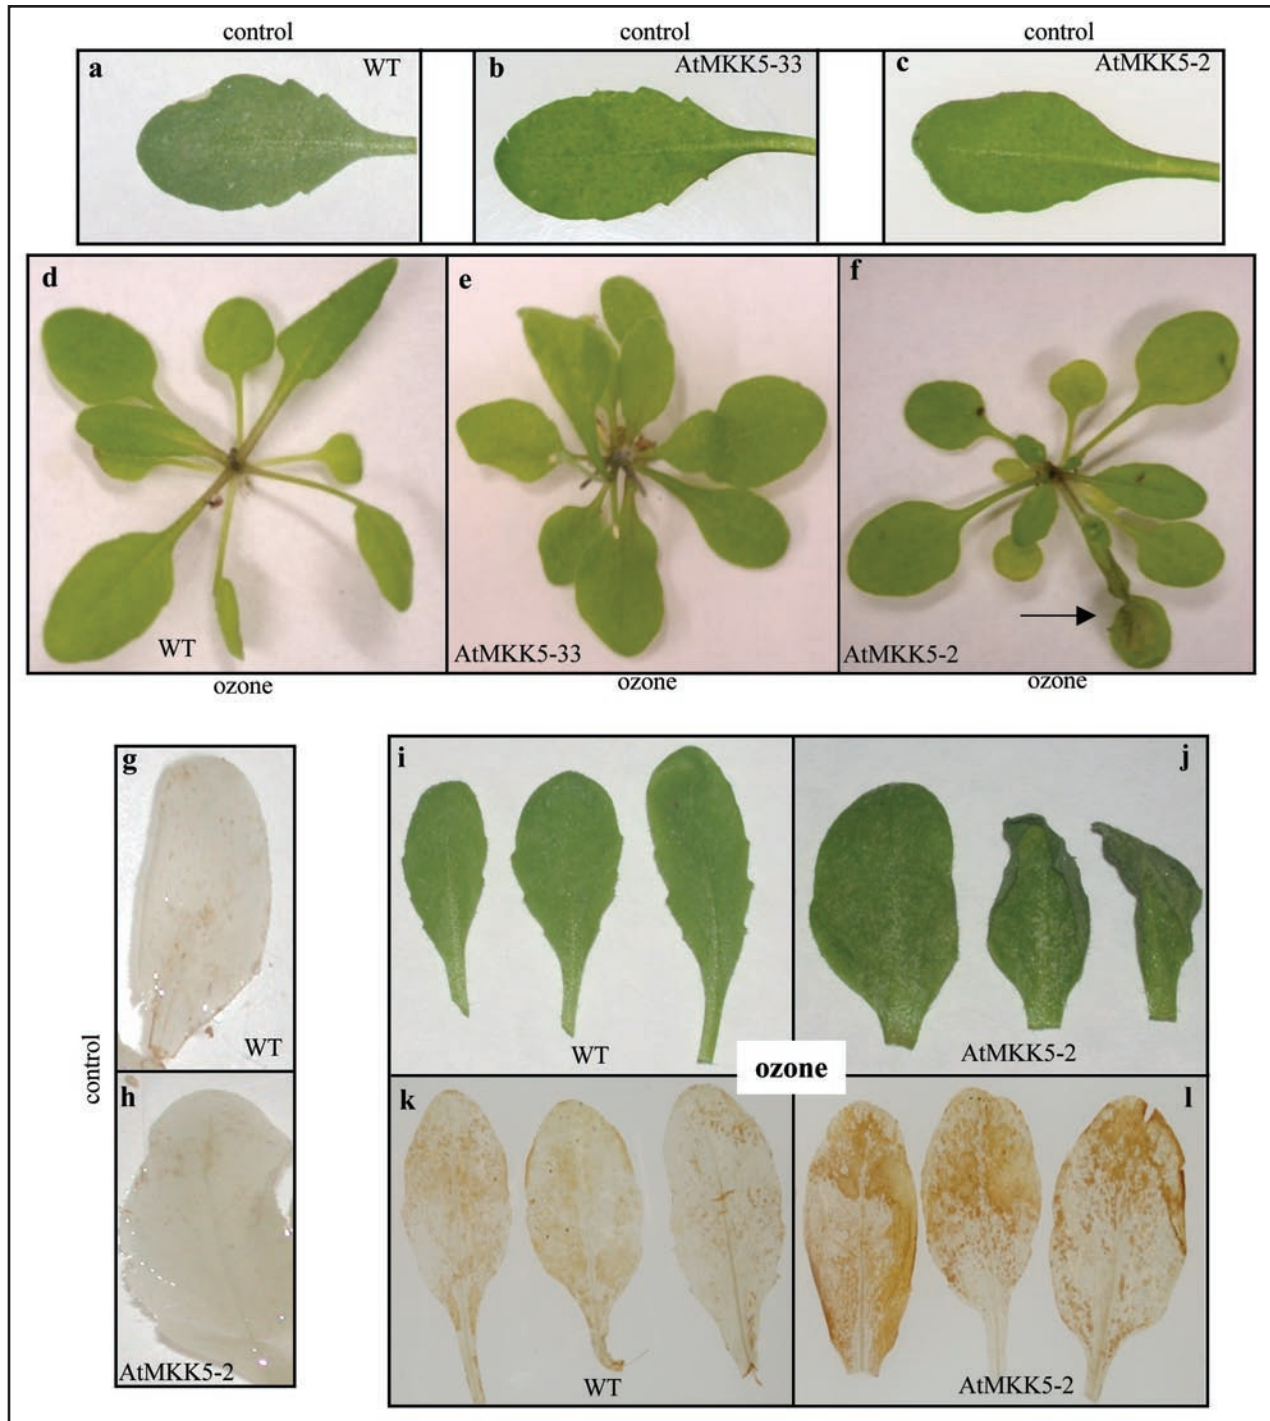 control
control
control
a
WT
b
AtMKK5-33
c
AtMKK5-2
d
WT
e
AtMKK5-33
f
AtMKK5-2
ozone
ozone
ozone
g
WT
control
h
AtMKK5-2
i
WT
j
AtMKK5-2
ozone
k
WT
l
AtMKK5-2